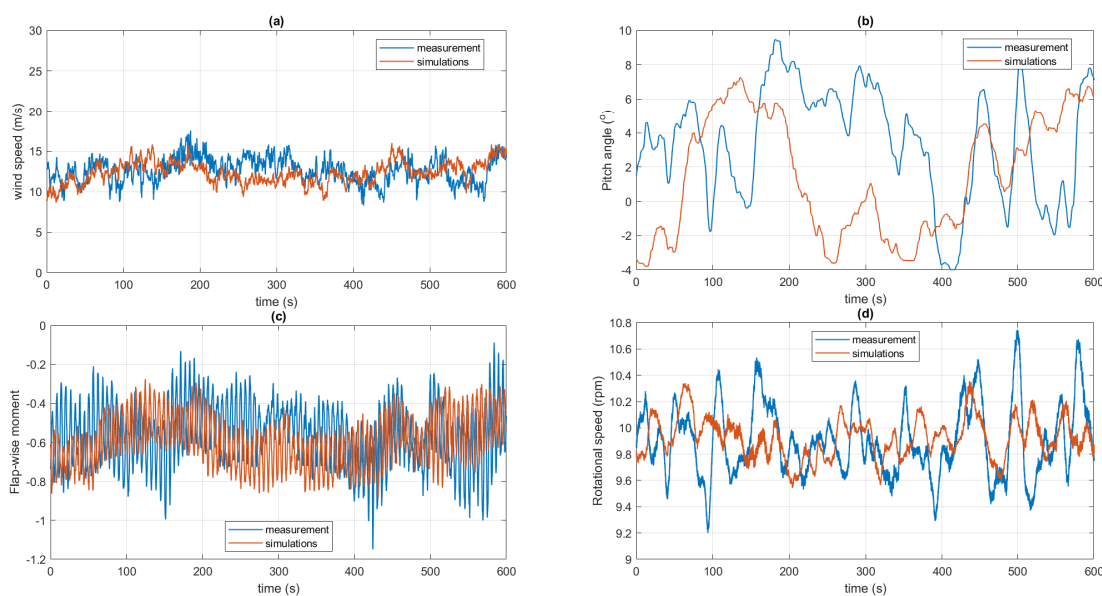 (a)
30
25
20
15
10
5
0
wind speed (m/s)
0 100 200 300 400 500 600
time (s)
measurement
simulations
(b)
10
8
6
4
2
0
-2
-4
Pitch angle (°)
0 100 200 300 400 500 600
time (s)
measurement
simulations
(c)
0
-0.2
-0.4
-0.6
-0.8
-1
-1.2
Flap-wise moment
0 100 200 300 400 500 600
time (s)
measurement
simulations
(d)
10.8
10.6
10.4
10.2
10
9.8
9.6
9.4
9.2
9
Rotational speed (rpm)
0 100 200 300 400 500 600
time (s)
measurement
simulations